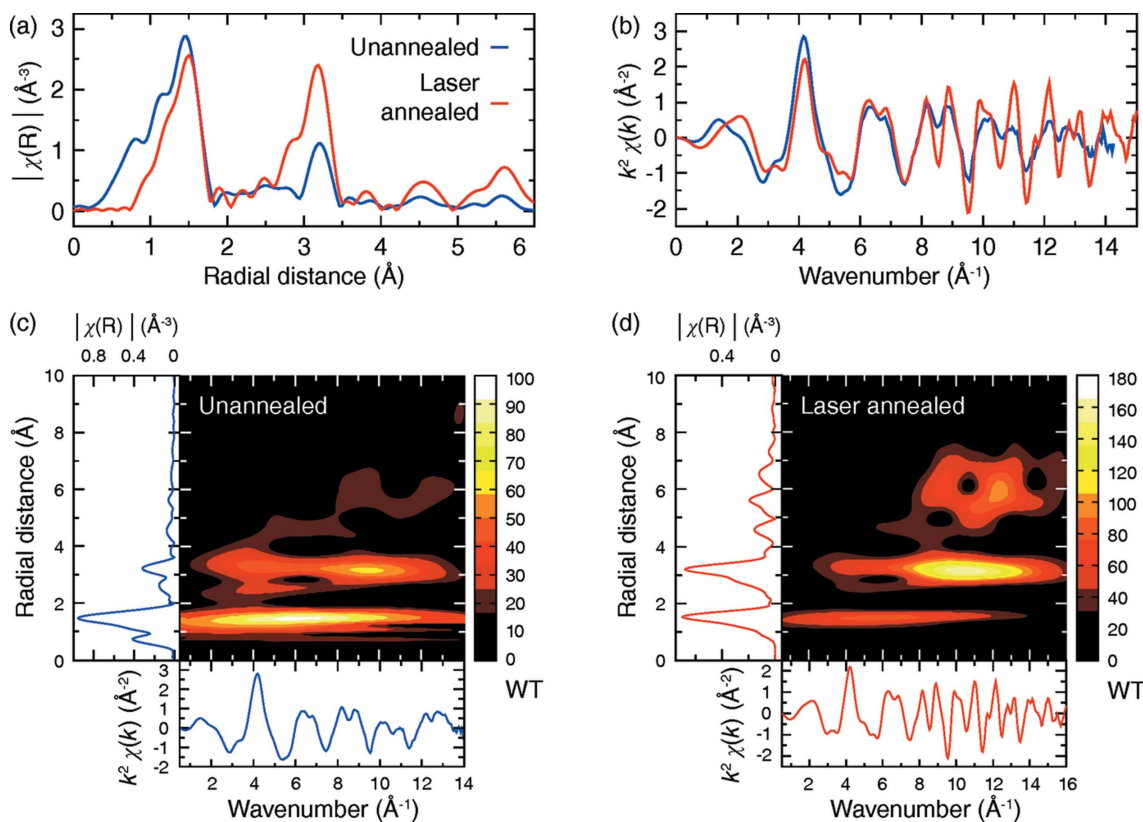 (a)
3
2
1
0
| χ(R) | (Å⁻³)
Unannealed
Laser
annealed
0 1 2 3 4 5 6
Radial distance (Å)
(b)
3
2
1
0
-1
-2
k² χ(k) (Å⁻²)
0 2 4 6 8 10 12 14
Wavenumber (Å⁻¹)
(c)
| χ(R) | (Å⁻³)
0.8 0.4 0
10
8
6
4
2
0
Radial distance (Å)
Unannealed
100
90
80
70
60
50
40
30
20
10
0
WT
3
2
1
0
-1
-2
k² χ(k) (Å⁻²)
2 4 6 8 10 12 14
Wavenumber (Å⁻¹)
(d)
| χ(R) | (Å⁻³)
0.4 0
10
8
6
4
2
0
Radial distance (Å)
Laser annealed
180
160
140
120
100
80
60
40
20
0
WT
2
1
0
-1
-2
k² χ(k) (Å⁻²)
2 4 6 8 10 12 14 16
Wavenumber (Å⁻¹)